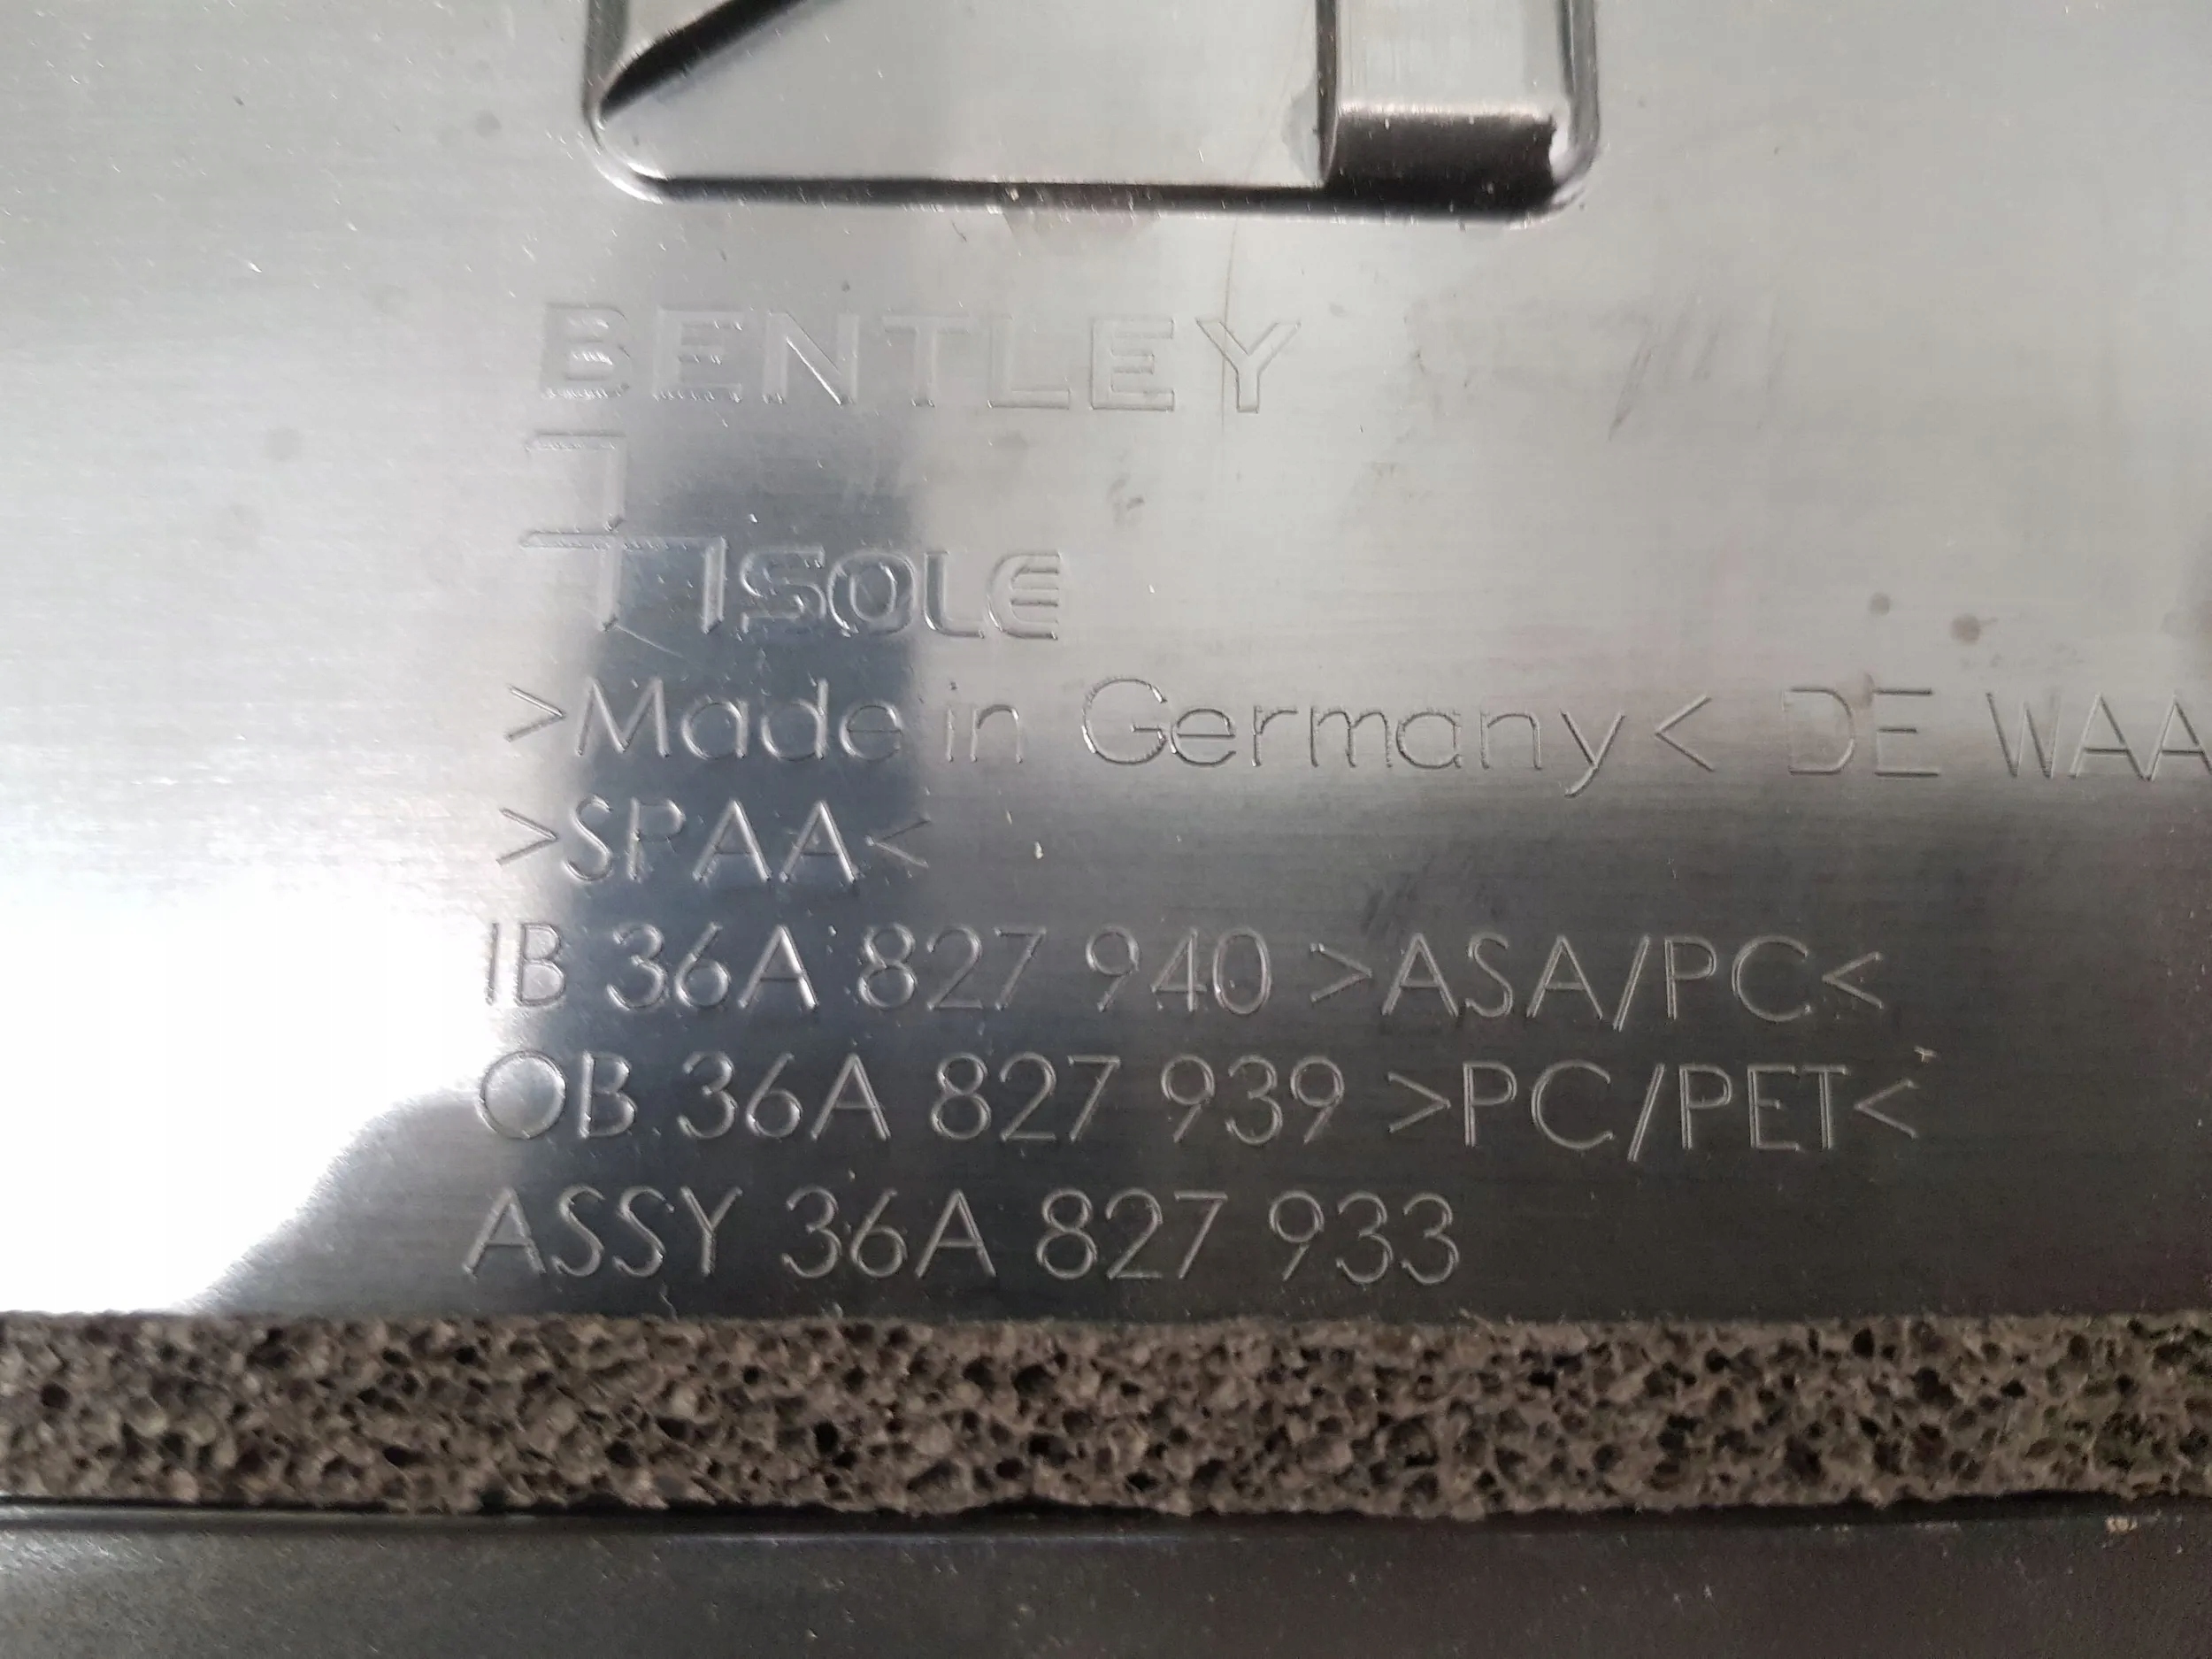 BENTLEY
ISOLE
>Made in Germany< DE WAA
>SPAA<
IB 36A 827 940 >ASA/PC<
OB 36A 827 939 >PC/PET<
ASSY 36A 827 933